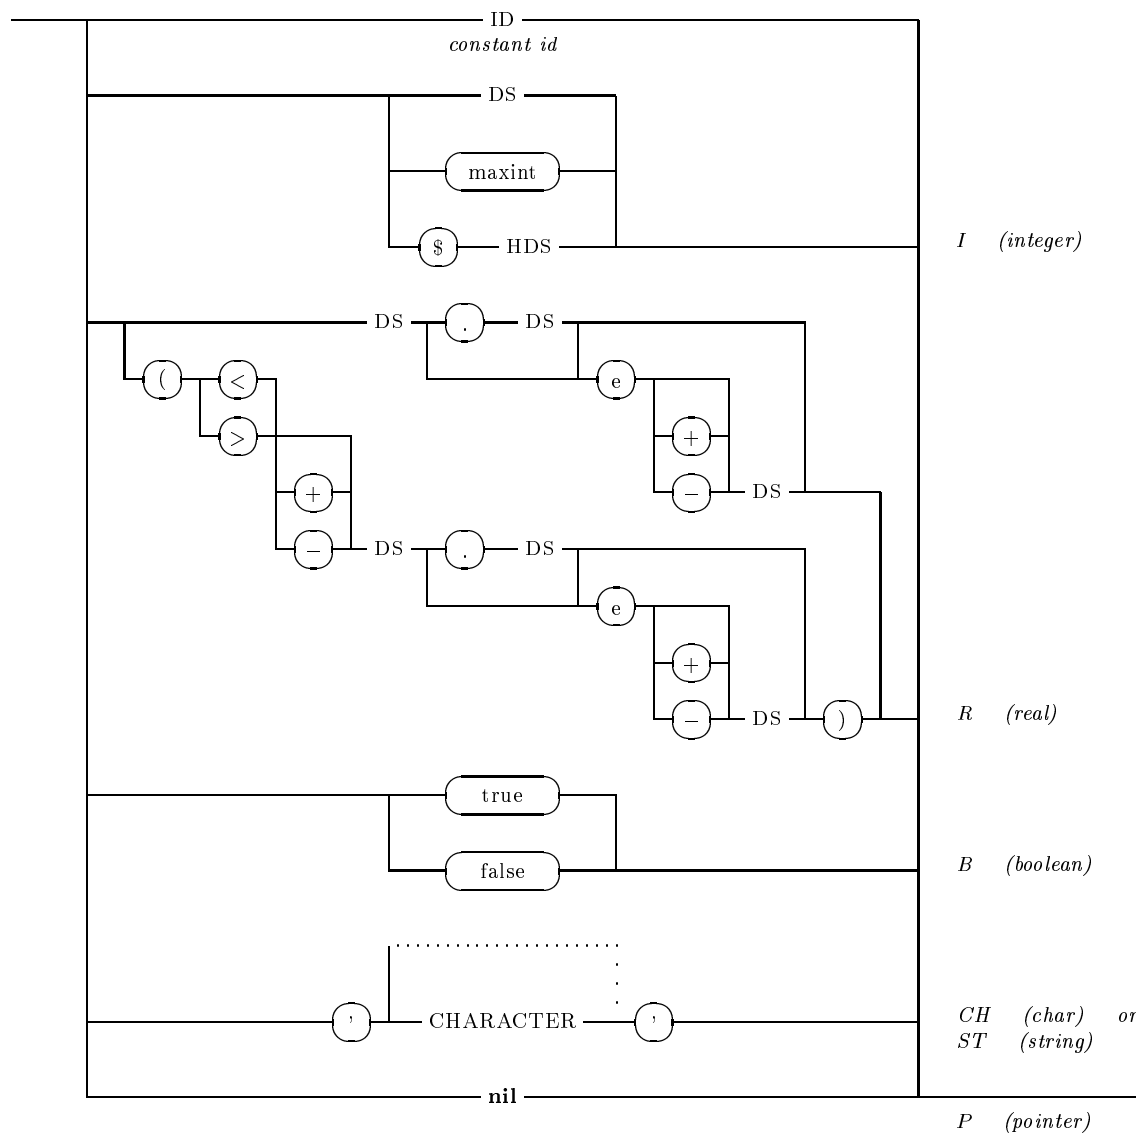 ID
constant id
DS
maxint
$ HDS I (integer)
DS . DS
( < e
> +
+ − DS
− DS . DS
e
+
− DS ) R (real)
true
false B (boolean)
' CHARACTER ' CH (char) or
ST (string)
nil
P (pointer)